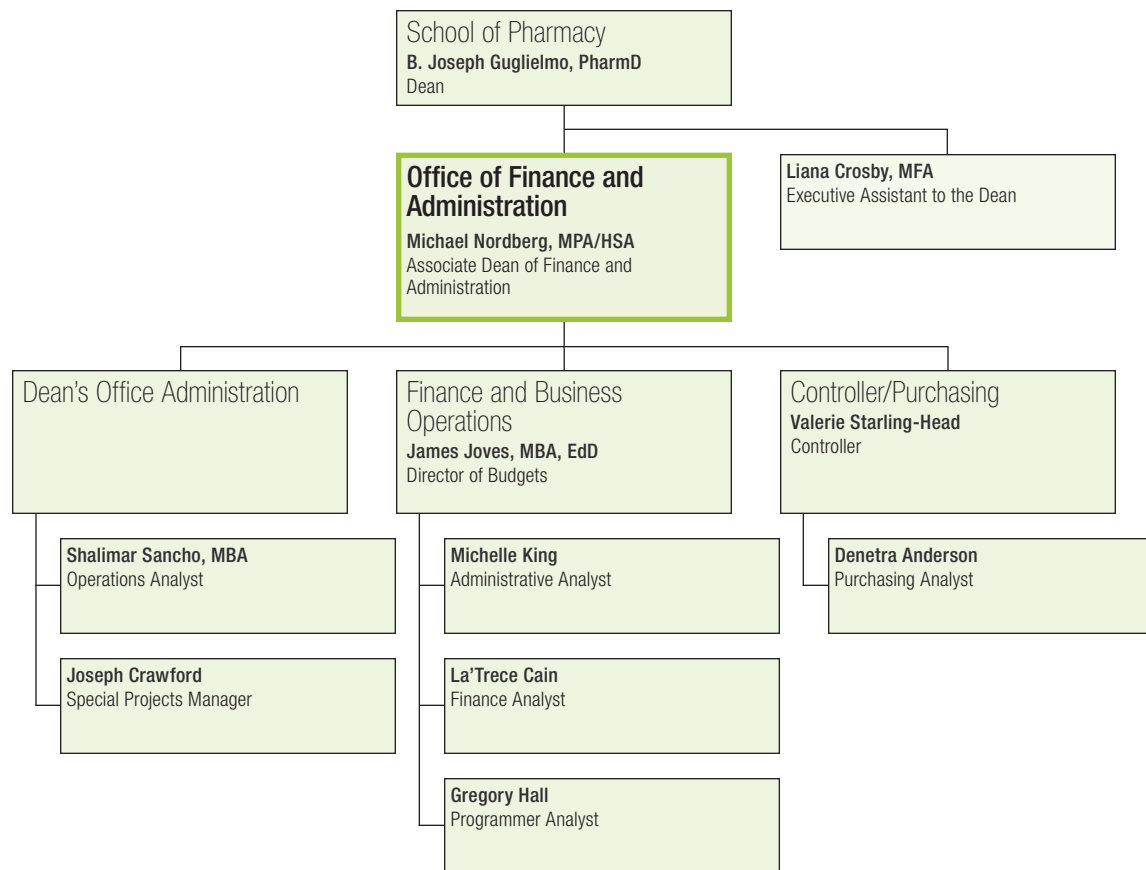 School of Pharmacy
B. Joseph Guglielmo, PharmD
Dean
Office of Finance and
Administration
Michael Nordberg, MPA/HSA
Associate Dean of Finance and
Administration
Liana Crosby, MFA
Executive Assistant to the Dean
Dean’s Office Administration
Finance and Business
Operations
James Joves, MBA, EdD
Director of Budgets
Controller/Purchasing
Valerie Starling-Head
Controller
Shalimar Sancho, MBA
Operations Analyst
Joseph Crawford
Special Projects Manager
Michelle King
Administrative Analyst
La’Trece Cain
Finance Analyst
Gregory Hall
Programmer Analyst
Denetra Anderson
Purchasing Analyst